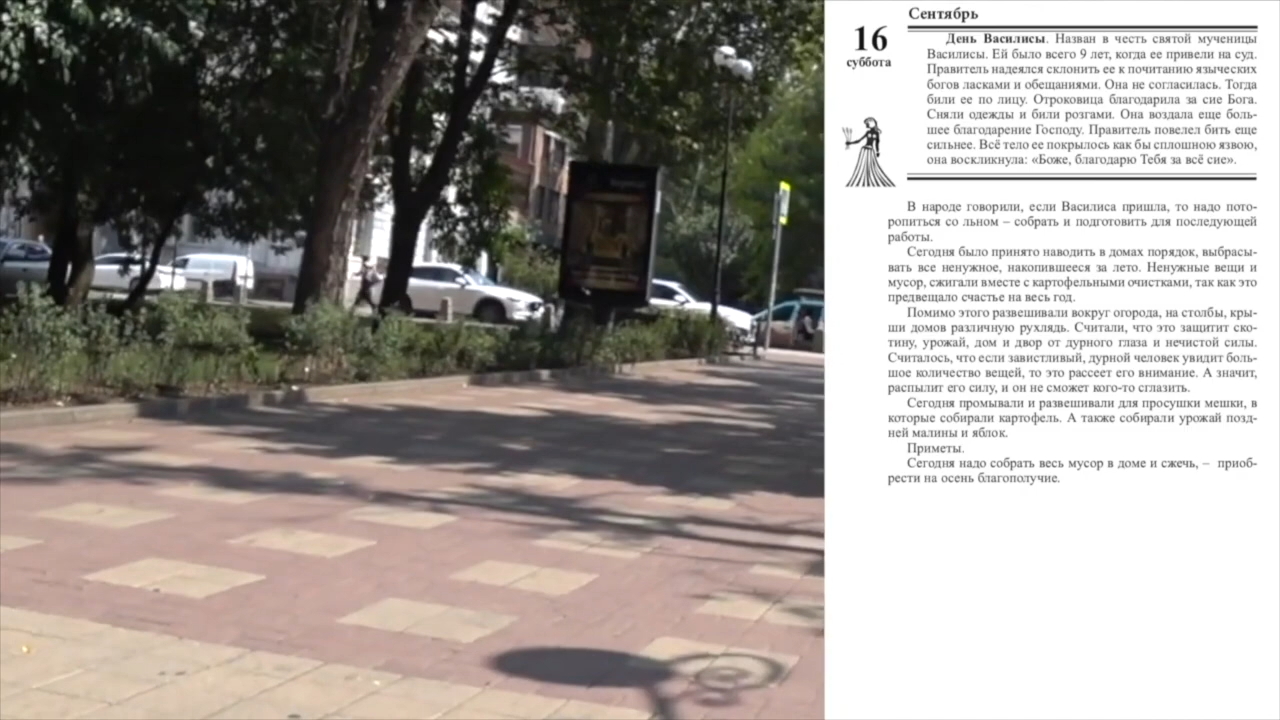 Сентябрь
16
суббота
День Василисы. Назван в честь святой мученицы
Василисы. Ей было всего 9 лет, когда ее привели на суд.
Правитель надеялся склонить ее к почитанию языческих
богов ласками и обещаниями. Она не согласилась. Тогда
били ее по лицу. Отроковица благодарила за сие Бога.
Сняли одежды и били розгами. Она воздала еще боль-
шее благодарение Господу. Правитель повелел бить еще
сильнее. Всё тело ее покрылось как бы сплошною язвою,
она воскликнула: «Боже, благодарю Тебя за всё сие».
В народе говорили, если Василиса пришла, то надо пото-
ропиться со льном – собрать и подготовить для последующей
работы.
Сегодня было принято наводить в домах порядок, выбрасы-
вать все ненужное, накопившееся за лето. Ненужные вещи и
мусор, сжигали вместе с картофельными очистками, так как это
предвещало счастье на весь год.
Помимо этого развешивали вокруг огорода, на столбы, кры-
ши домов различную рухлядь. Считали, что это защитит ско-
тину, урожай, дом и двор от дурного глаза и нечистой силы.
Считалось, что если завистливый, дурной человек увидит боль-
шое количество вещей, то это рассеет его внимание. А значит,
распылит его силу, и он не сможет кого-то сглазить.
Сегодня промывали и развешивали для просушки мешки, в
которые собирали картофель. А также собирали урожай позд-
ней малины и яблок.
Приметы.
Сегодня надо собрать весь мусор в доме и сжечь, – приоб-
рести на осень благополучие.